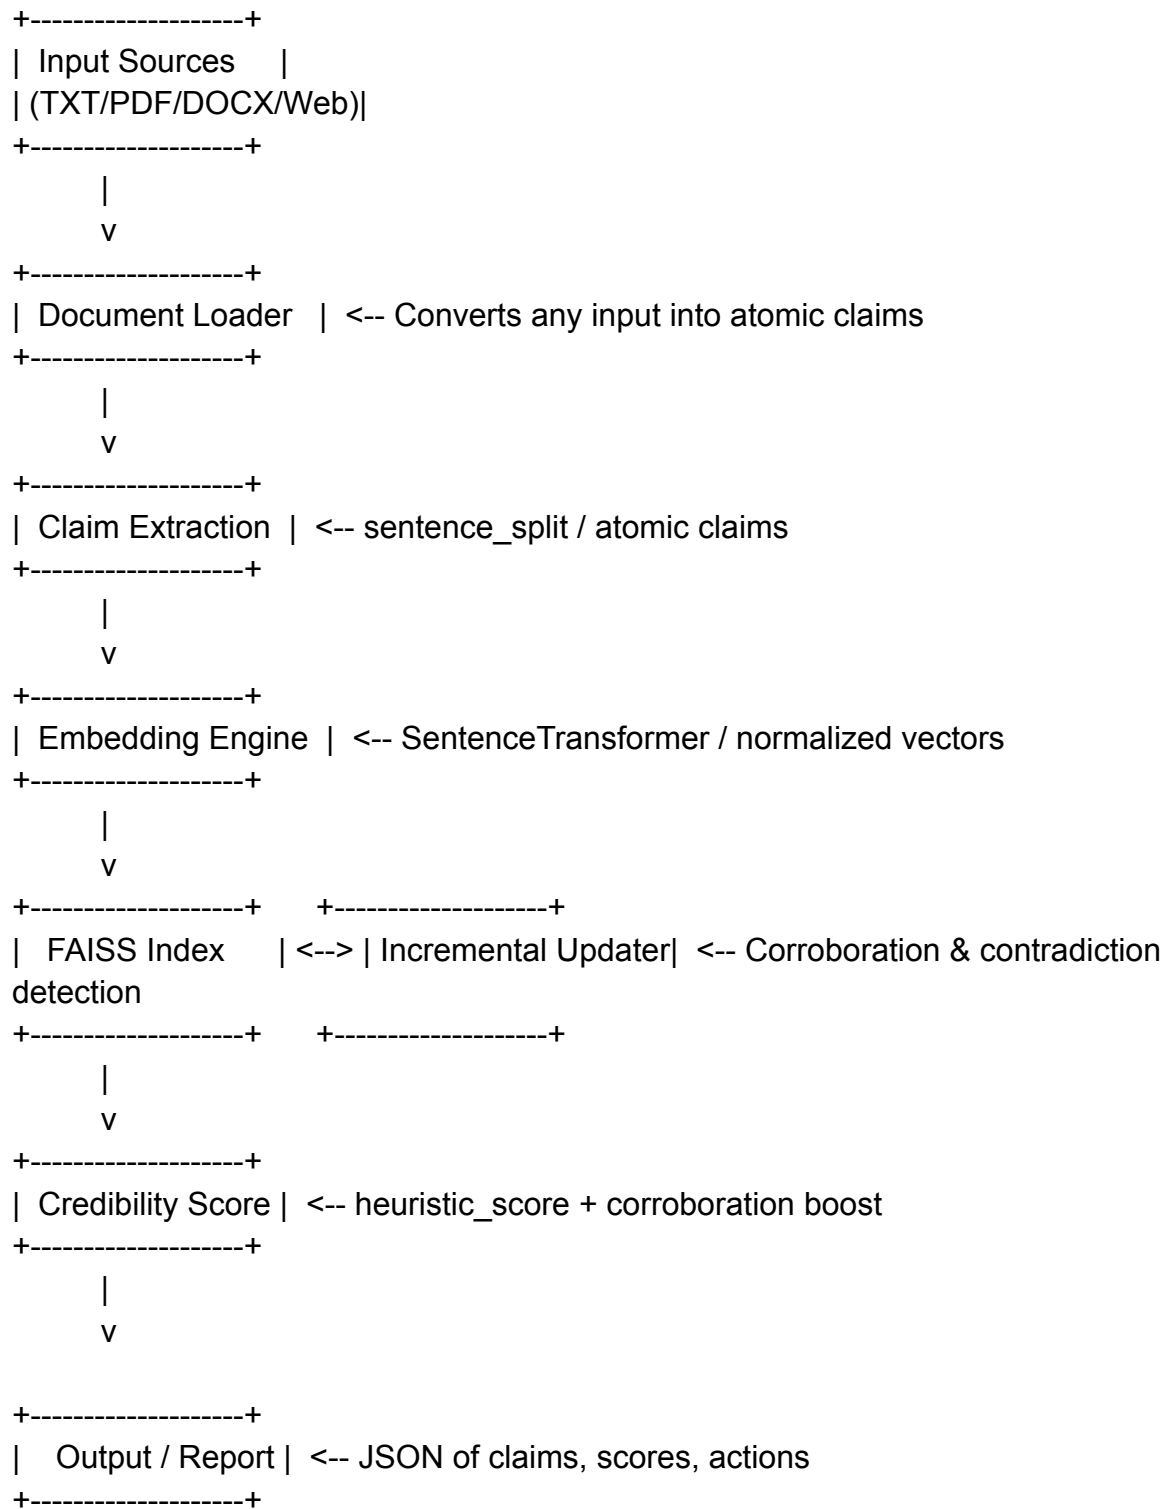 +--------------------+
|  Input Sources     |
| (TXT/PDF/DOCX/Web)|
+--------------------+
|
v
+--------------------+
|  Document Loader   |  <-- Converts any input into atomic claims
+--------------------+
|
v
+--------------------+
|  Claim Extraction  |  <-- sentence_split / atomic claims
+--------------------+
|
v
+--------------------+
|  Embedding Engine  |  <-- SentenceTransformer / normalized vectors
+--------------------+
|
v
+--------------------+      +--------------------+
|   FAISS Index      | <--> | Incremental Updater|  <-- Corroboration & contradiction
detection
+--------------------+      +--------------------+
|
v
+--------------------+
|  Credibility Score |  <-- heuristic_score + corroboration boost
+--------------------+
|
v
+--------------------+
|   Output / Report |  <-- JSON of claims, scores, actions
+--------------------+